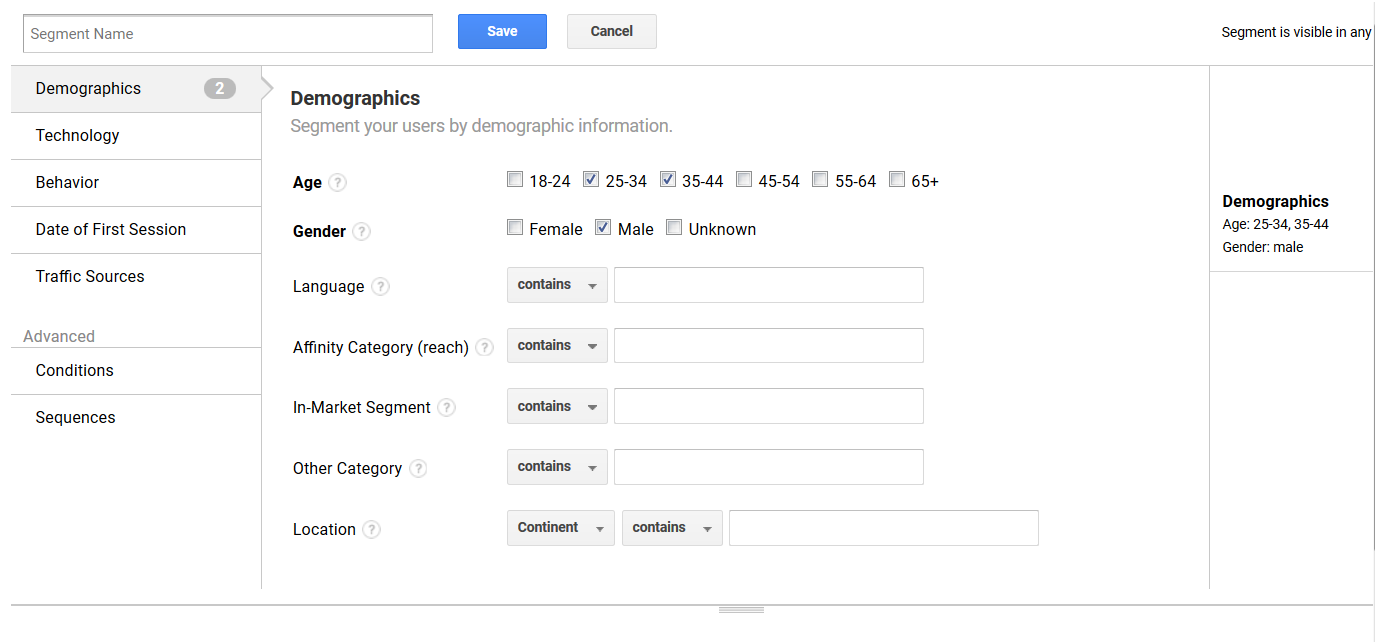 Segment Name
Save
Cancel
Segment is visible in any
Demographics 2
Technology
Behavior
Date of First Session
Traffic Sources
Advanced
Conditions
Sequences
Demographics
Segment your users by demographic information.
Age ? 18-24 25-34 35-44 45-54 55-64 65+
Gender ? Female Male Unknown
Language ? contains
Affinity Category (reach) ? contains
In-Market Segment ? contains
Other Category ? contains
Location ? Continent contains
Demographics
Age: 25-34, 35-44
Gender: male